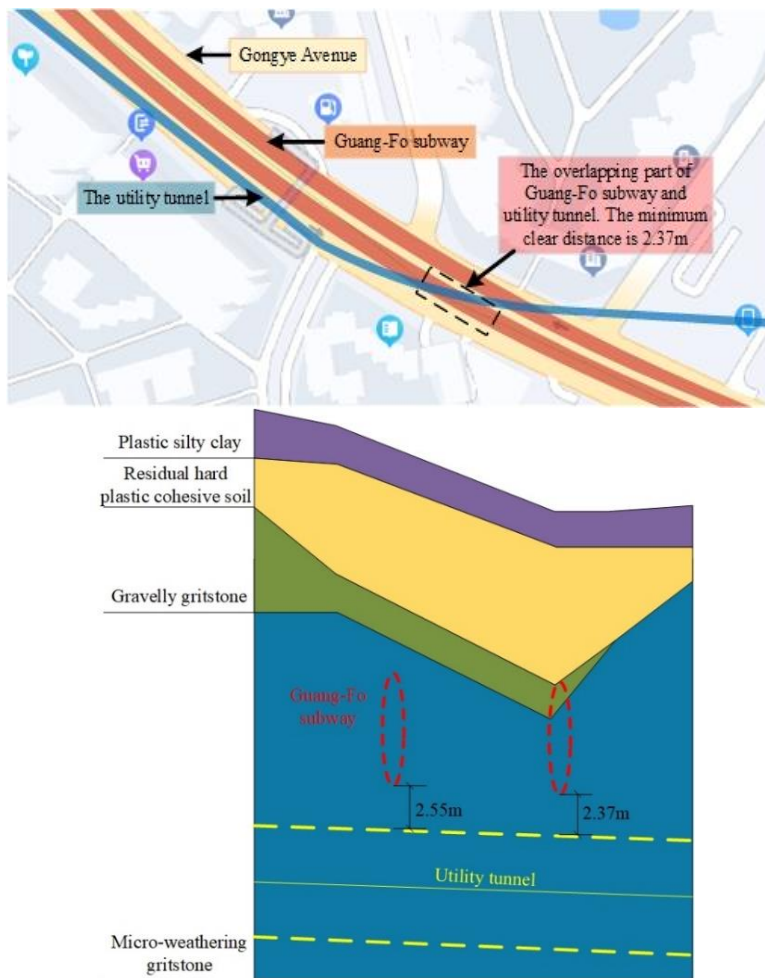 Gongye Avenue
Guang-Fo subway
The utility tunnel
The overlapping part of
Guang-Fo subway and
utility tunnel. The minimum
clear distance is 2.37m
Plastic silty clay
Residual hard
plastic cohesive soil
Gravelly gritstone
Guang-Fo
subway
2.55m
2.37m
Utility tunnel
Micro-weathering
gritstone